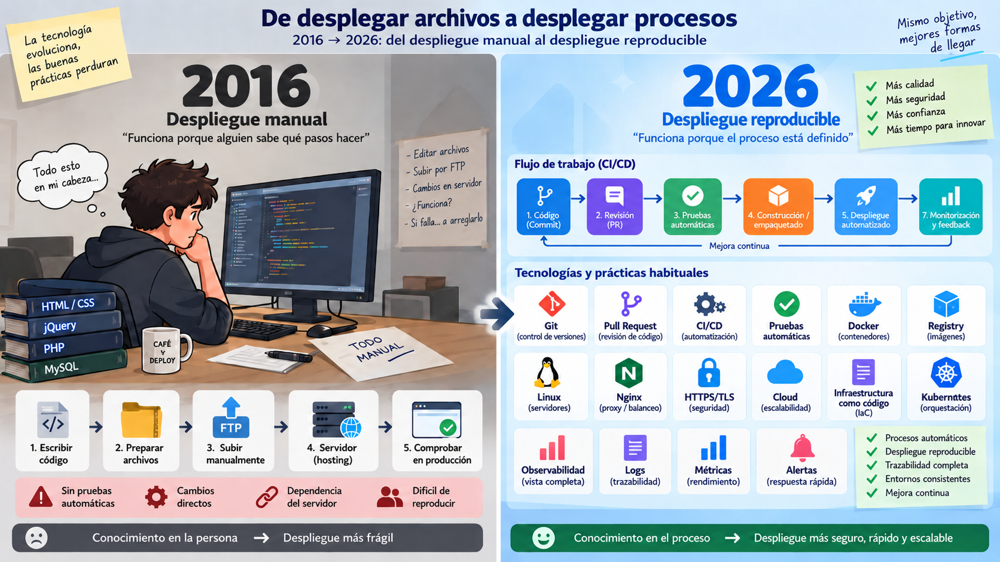 De desplegar archivos a desplegar procesos
2016 → 2026: del despliegue manual al despliegue reproducible
La tecnología
evoluciona,
las buenas
prácticas perduran
Mismo objetivo,
mejores formas
de llegar
2016
Despliegue manual
“Funciona porque alguien sabe qué pasos hacer”
Todo esto
en mi cabeza...
- Editar archivos
- Subir por FTP
- Cambios en servidor
- ¿Funciona?
- Si falla... a arreglarlo
HTML / CSS
jQuery
PHP
MySQL
CAFÉ
Y
DEPLOY
TODO
MANUAL
</>
FTP
1. Escribir
código
2. Preparar
archivos
3. Subir
manualmente
4. Servidor
(hosting)
5. Comprobar
en producción
Sin pruebas
automáticas
Cambios
directos
Dependencia
del servidor
Dificil de
reproducir
Conocimiento en la persona → Despliegue más frágil
2026
Despliegue reproducible
“Funciona porque el proceso está definido”
Más calidad
Más seguridad
Más confianza
Más tiempo para innovar
Flujo de trabajo (CI/CD)
1. Código
(Commit)
2. Revisión
(PR)
3. Pruebas
automáticas
4. Construcción /
empaquetado
5. Despliegue
automatizado
7. Monitorización
y feedback
Mejora continua
Tecnologías y prácticas habituales
Git
(control de versiones)
Pull Request
(revisión de código)
CI/CD
(automatización)
Pruebas
automáticas
Docker
(contenedores)
Registry
(imágenes)
Linux
(servidores)
N
Nginx
(proxy / balanceo)
HTTPS/TLS
(seguridad)
Cloud
(escalabilidad)
Infraestructura
como código
(IaC)
Kubernetes
(orquestación)
Observabilidad
(vista completa)
Logs
(trazabilidad)
Métricas
(rendimiento)
Alertas
(respuesta rápida)
Procesos automáticos
Despliegue reproducible
Trazabilidad completa
Entornos consistentes
Mejora continua
Conocimiento en el proceso → Despliegue más seguro, rápido y escalable